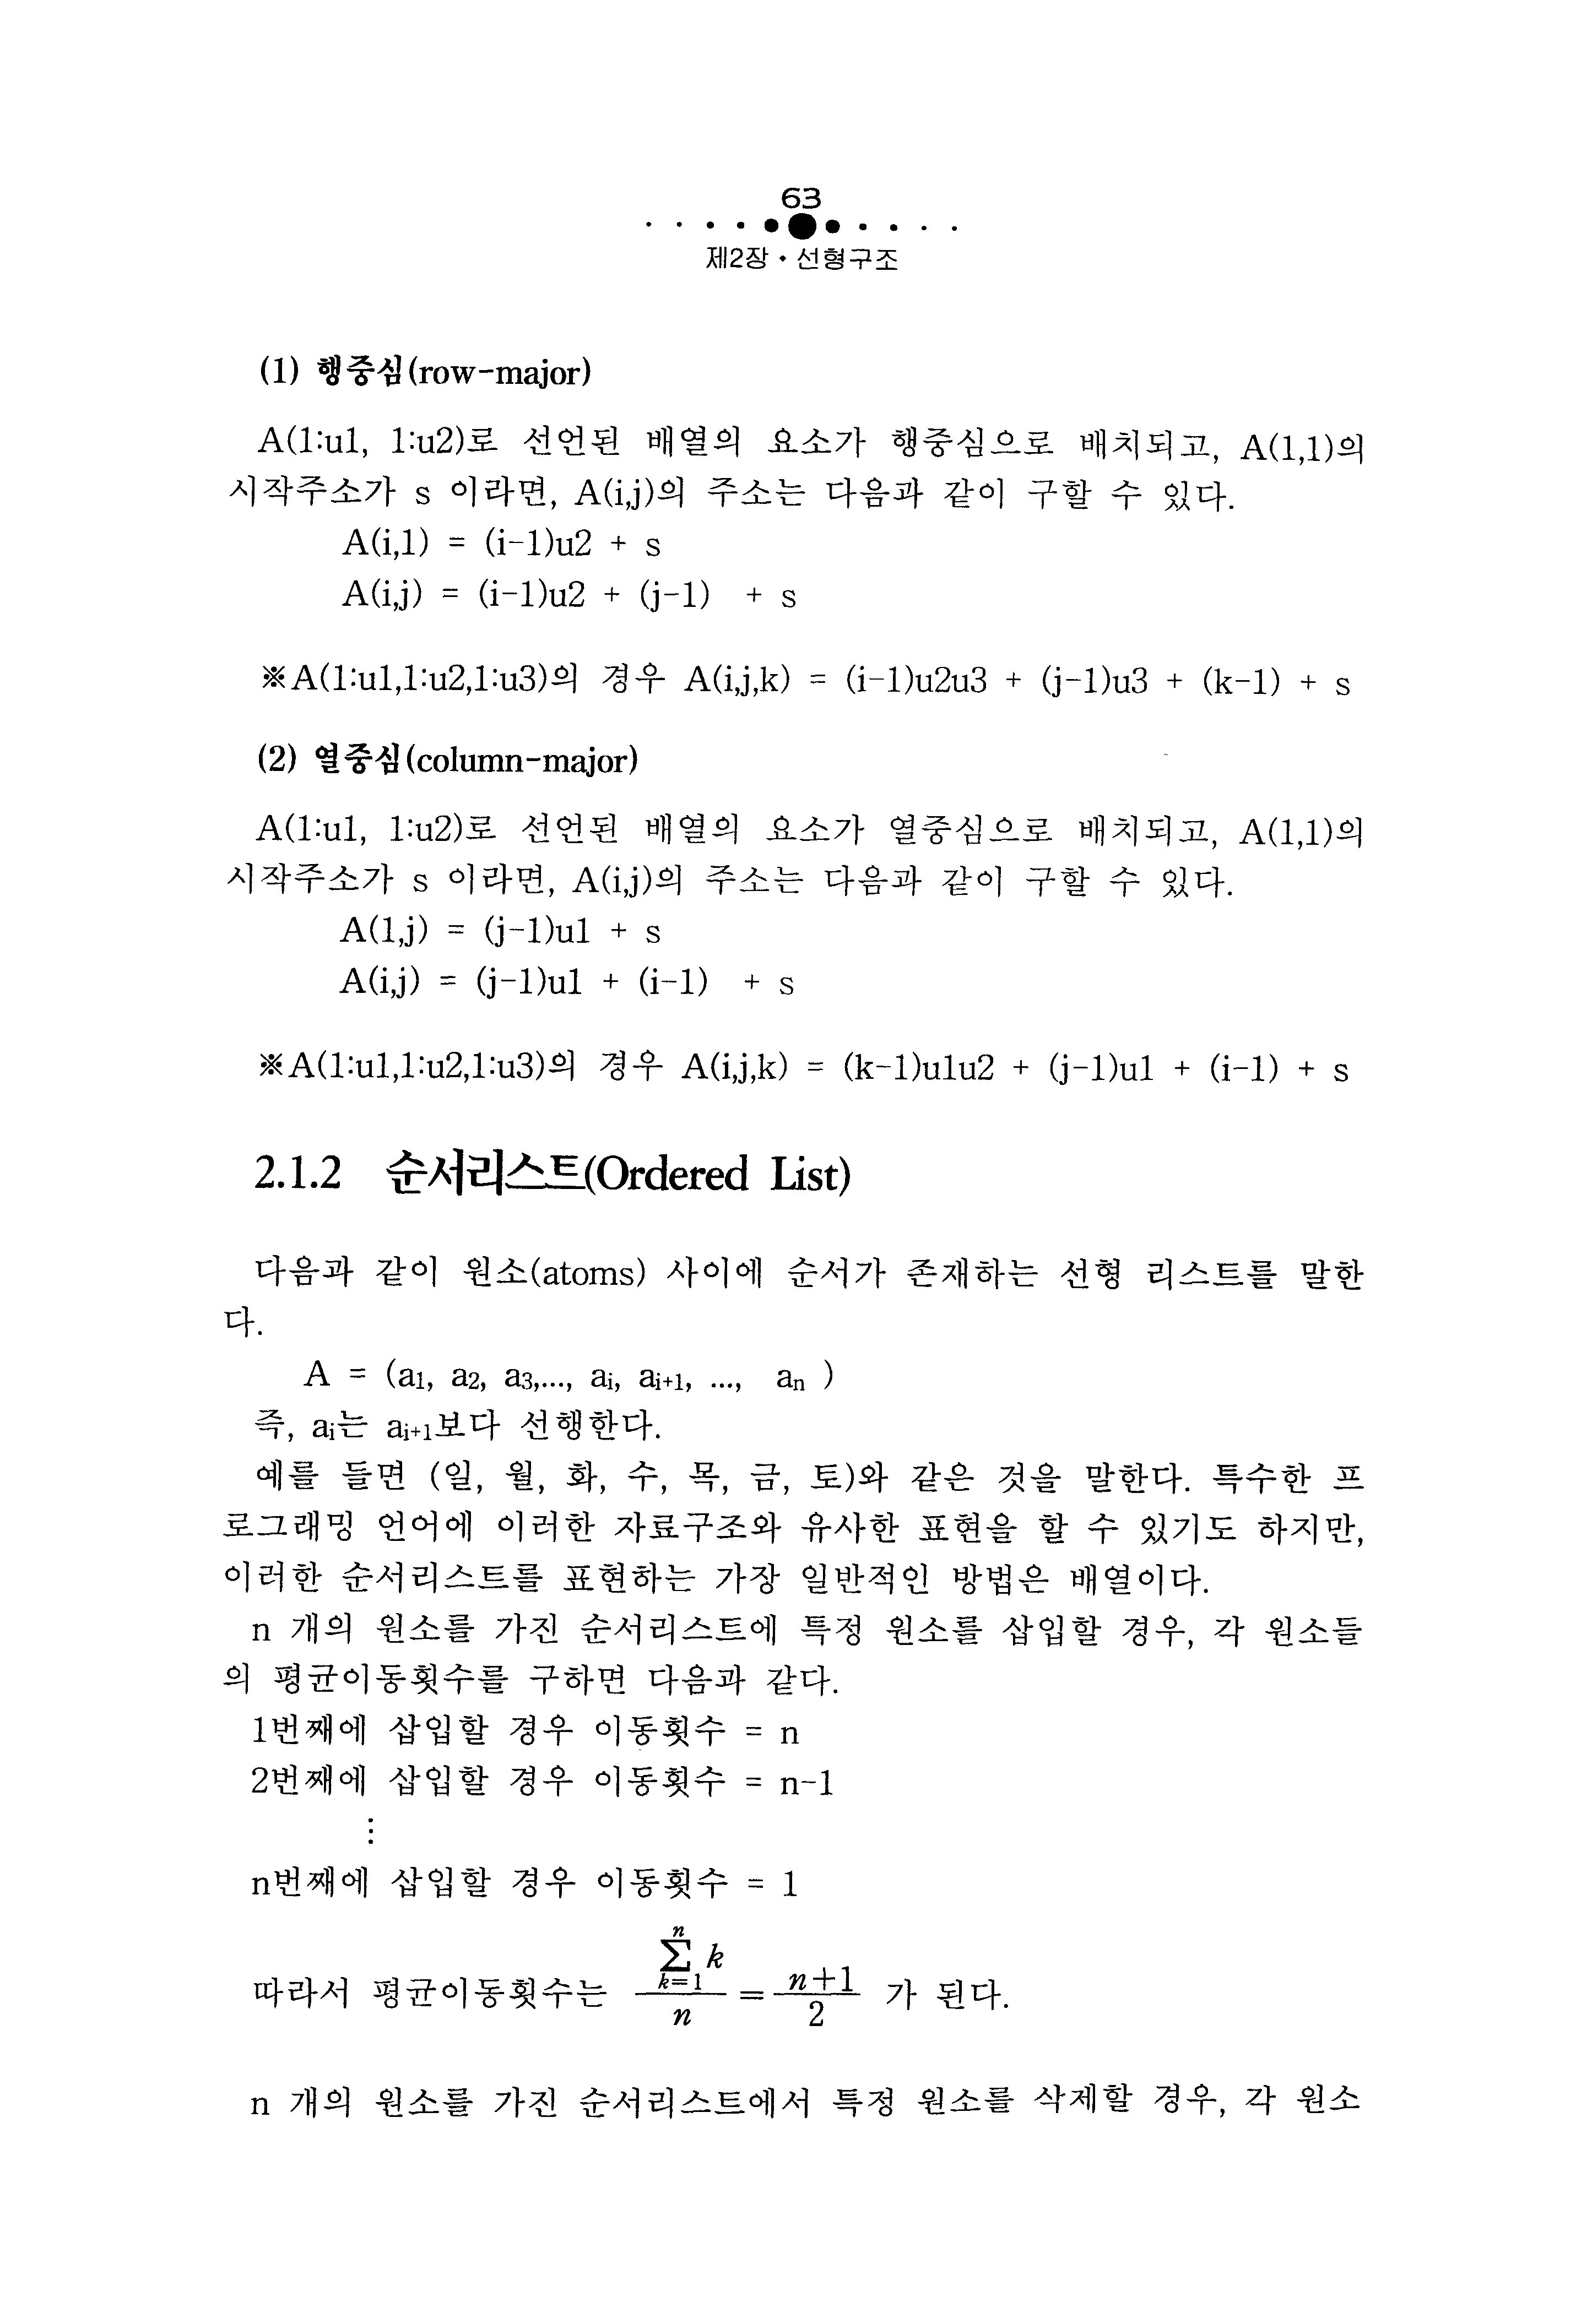 63
제2장 • 선형구조
(1) 행중심(row-major)
A(1:u1, 1:u2)로 선언된 배열의 요소가 행중심으로 배치되고, A(1,1)의
시작주소가 s 이라면, A(i,j)의 주소는 다음과 같이 구할 수 있다.
A(i,1) = (i-1)u2 + s
A(i,j) = (i-1)u2 + (j-1) + s
※A(1:u1,1:u2,1:u3)의 경우 A(i,j,k) = (i-1)u2u3 + (j-1)u3 + (k-1) + s
(2) 열중심(column-major)
A(1:u1, 1:u2)로 선언된 배열의 요소가 열중심으로 배치되고, A(1,1)의
시작주소가 s 이라면, A(i,j)의 주소는 다음과 같이 구할 수 있다.
A(1,j) = (j-1)u1 + s
A(i,j) = (j-1)u1 + (i-1) + s
※A(1:u1,1:u2,1:u3)의 경우 A(i,j,k) = (k-1)u1u2 + (j-1)u1 + (i-1) + s
2.1.2 순서리스트(Ordered List)
다음과 같이 원소(atoms) 사이에 순서가 존재하는 선형 리스트를 말한
다.
A = (a₁, a₂, a₃,..., aᵢ, aᵢ₊₁, ..., aₙ )
즉, aᵢ는 aᵢ₊₁보다 선행한다.
예를 들면 (일, 월, 화, 수, 목, 금, 토)와 같은 것을 말한다. 특수한 프
로그래밍 언어에 이러한 자료구조와 유사한 표현을 할 수 있기도 하지만,
이러한 순서리스트를 표현하는 가장 일반적인 방법은 배열이다.
n 개의 원소를 가진 순서리스트에 특정 원소를 삽입할 경우, 각 원소들
의 평균이동횟수를 구하면 다음과 같다.
1번째에 삽입할 경우 이동횟수 = n
2번째에 삽입할 경우 이동횟수 = n-1
⋮
n번째에 삽입할 경우 이동횟수 = 1
따라서 평균이동횟수는 \frac{\sum_{k=1}^{n} k}{n} = \frac{n+1}{2} 가 된다.
n 개의 원소를 가진 순서리스트에서 특정 원소를 삭제할 경우, 각 원소